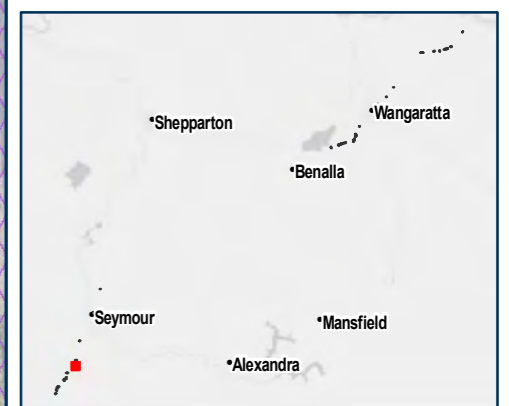 Wangaratta
Shepparton
Benalla
Seymour
Mansfield
Alexandra